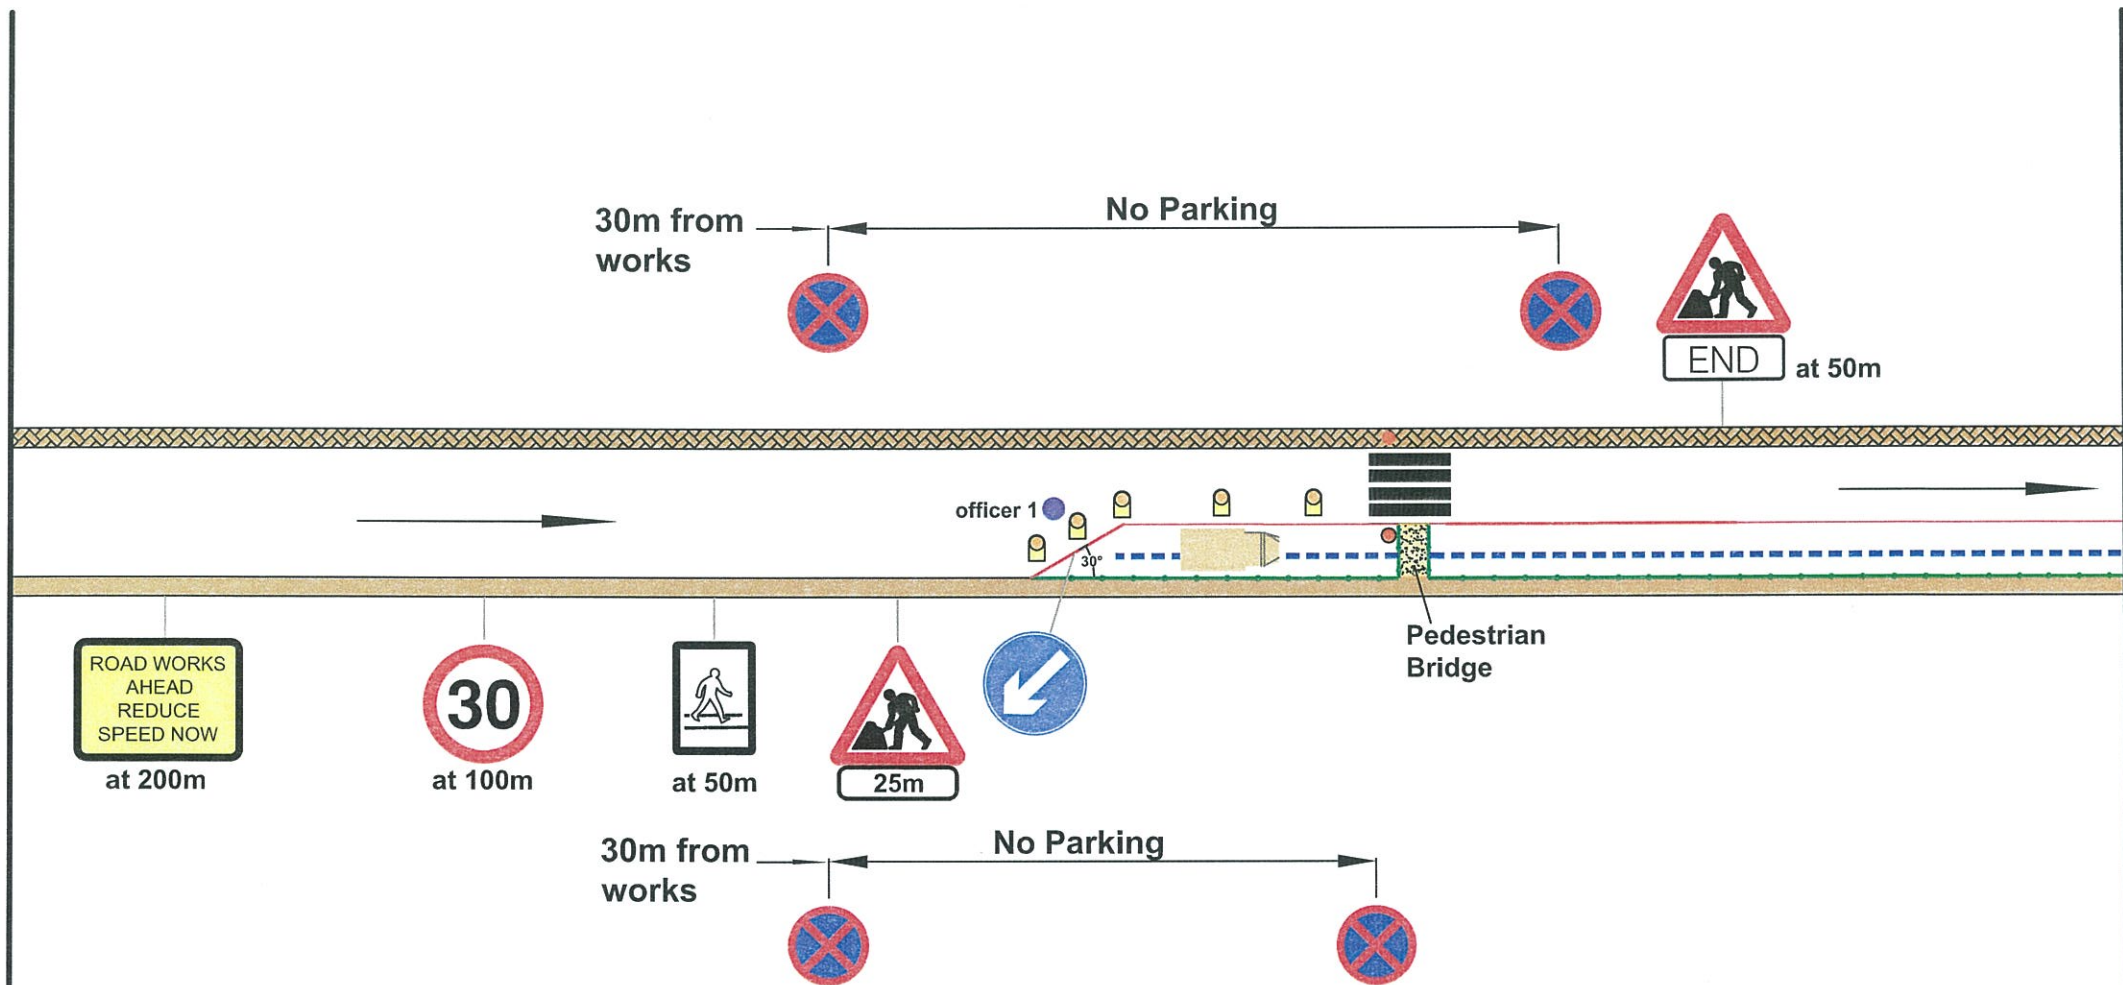 30m from
works
No Parking
END
at 50m
officer 1
30°
Pedestrian
Bridge
ROAD WORKS
AHEAD
REDUCE
SPEED NOW
at 200m
30
at 100m
at 50m
25m
30m from
works
No Parking